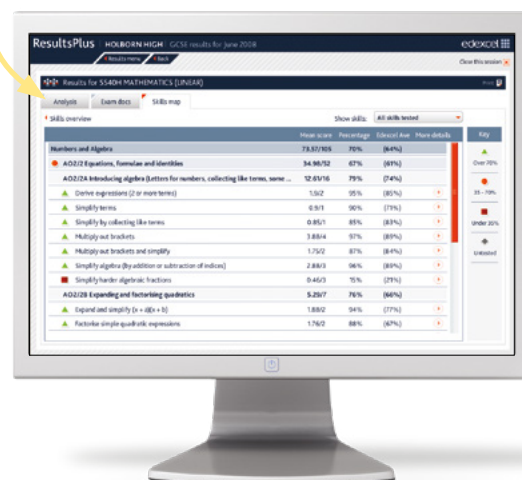 ResultsPlus HOLBORN HIGH GCSE results for June 2008 edexcel
Results menu Back Close this session
Results for 5540H MATHEMATICS (LINEAR)
Analysis Exam docs Skills map
Skills overview Show skills: All skills tested
Mean score Percentage Edexcel Ave More details Key
Numbers and Algebra 73.57/105 70% (64%)
AO2/2 Equations, formulae and identities 34.98/52 67% (61%) Over 70%
AO2/2A Introducing algebra (Letters for numbers, collecting like terms, some ... 12.61/16 79% (74%)
Derive expressions (2 or more terms) 1.9/2 95% (85%) 35 - 70%
Simplify terms 0.9/1 90% (79%)
Simplify by collecting like terms 0.85/1 85% (83%) Under 20%
Multiply out brackets 3.88/4 97% (89%)
Multiply out brackets and simplify 1.75/2 87% (84%) Untested
Simplify algebra (by addition or subtraction of indices) 2.88/3 96% (89%)
Simplify harder algebraic fractions 0.46/3 15% (21%)
AO2/2B Expanding and factorising quadratics 5.29/7 76% (66%)
Expand and simplify (x + a)(x + b) 1.88/2 94% (77%)
Factorise simple quadratic expressions 1.76/2 88% (67%)